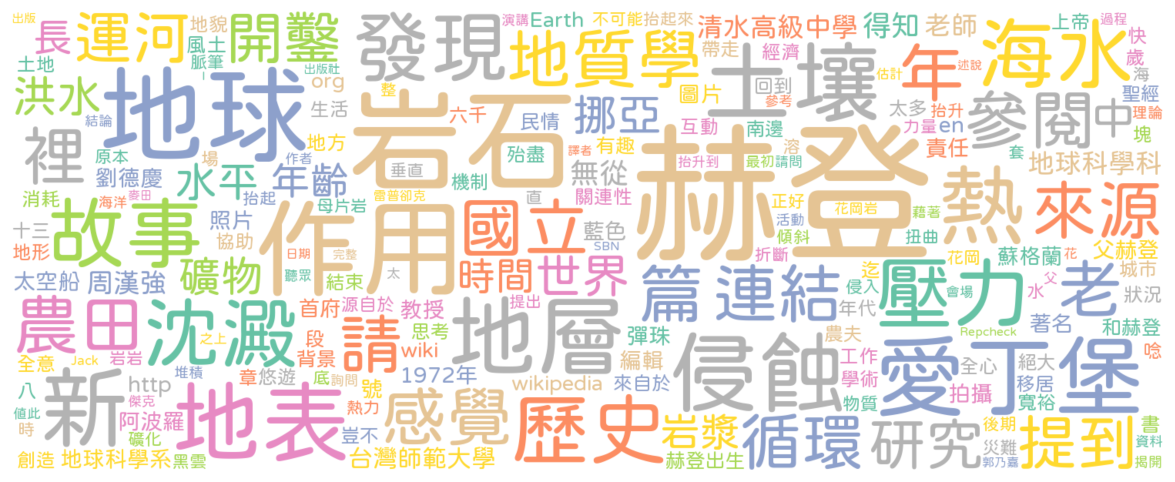 出版 運河 地貌 開鑿 發現 演講 Earth 不可能 抬起來 清水高級中學 得知 老師 上帝 過程
長 風 土 土地 脈 筆 地質學 帶走 經濟 年 海水 快 歲
洪水 地球 出版社 org 整 岩石 圖片 回到 土壤 估計 述說 海 聖經
生活 六千 民情 挪亞 互動 南邊 參考 太多 抬升 參閱 中 理論
結論 裡 原本 作者 場 地方 殆盡 譯者 有趣 赫登 溶 力量 en 責任 套 塊
劉德慶 水平 年齡 垂直 機制 無從 抬升到 最初 請問 熱 地球科學科
消耗 海洋 麥田 抬起 母片岩 雷普卻克 直 關連性 正好 花岡岩 藉著 來源
十三 故事 照片 作用 國立 藍色 活動 傾斜 扭曲 花岡 蘇格蘭 父赫登
地形 協助 日期 聽眾 完整 太 SBN 折斷 迄 花 城市
太空船 周漢強 礦物 結束 時間 世界 篇 連結 侵入 壓力 水 父 老 狀況
農田 沈澱 首府 源自於 教授 提出 地層 彈珠 年代 會場 著名 和赫登
全意 Jack 岩岩 之上 請 段 背景 思考 wiki 編輯 農夫 侵蝕 Repcheck 愛丁堡 唸
八 http 堆積 章 悠遊 底 詢問 號 1972年 wikipedia 來自於 工作 全心 絕大
值此 新 傑克 地表 熱力 感覺 歷史 學術 拍攝 移居 寬裕
時 阿波羅 礦化 豈不 岩漿 物質 循環 研究 後期 提到 書
創造 地球科學系 黑雲 台灣師範大學 赫登出生 災難 郭乃嘉 資料 揭開